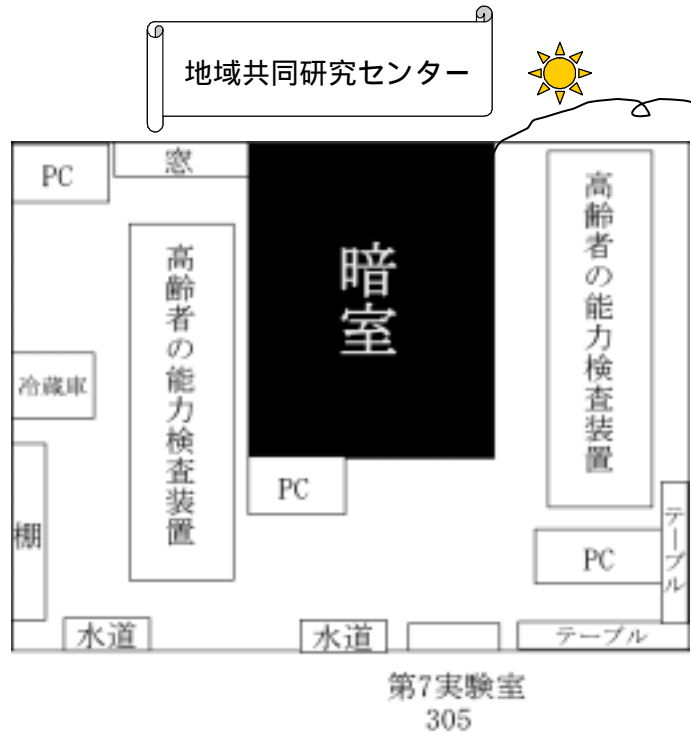 地域共同研究センター
PC
窓
暗室
高齢者の能力検査装置
高齢者の能力検査装置
冷蔵庫
PC
棚
テーブル
PC
水道
水道
テーブル
第7実験室
305